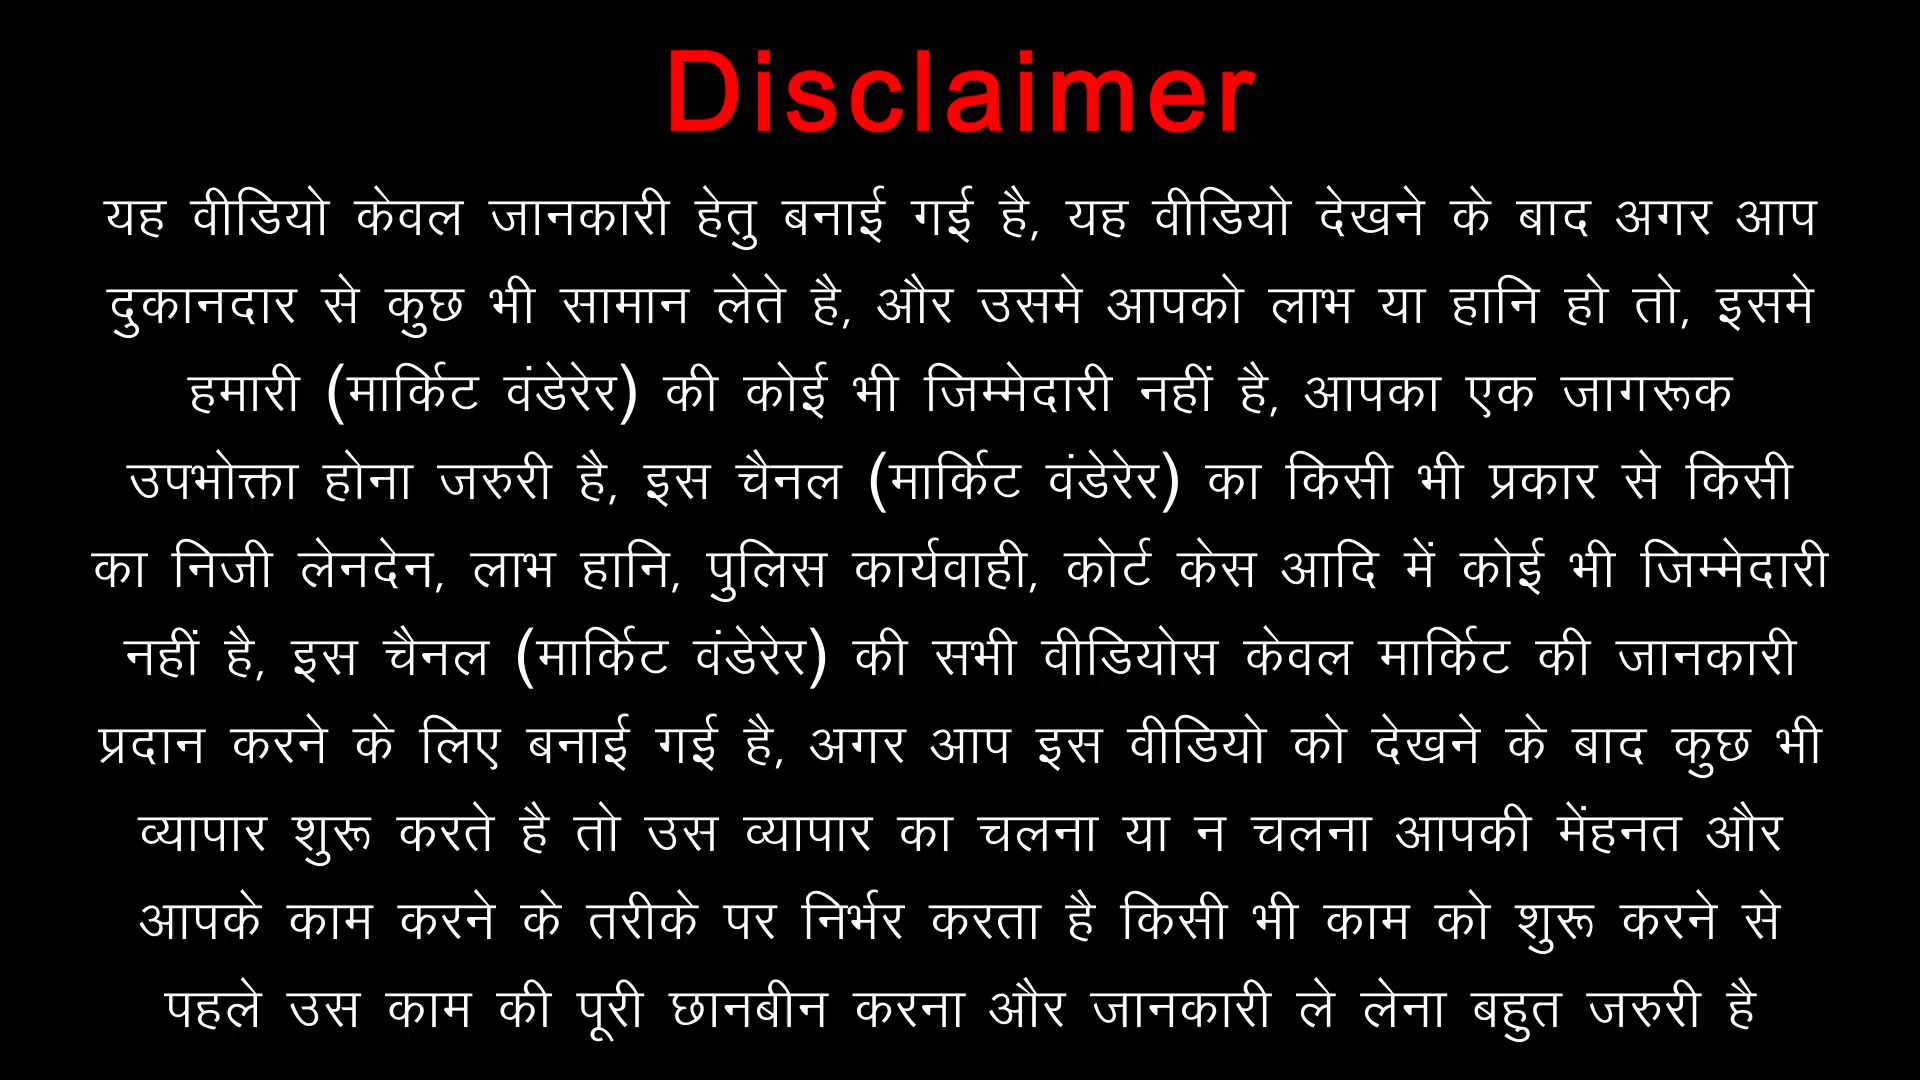 Disclaimer
यह वीडियो केवल जानकारी हेतु बनाई गई है, यह वीडियो देखने के बाद अगर आप
दुकानदार से कुछ भी सामान लेते है, और उसमे आपको लाभ या हानि हो तो, इसमे
हमारी (मार्किट वंडेरेर) की कोई भी जिम्मेदारी नहीं है, आपका एक जागरूक
उपभोक्ता होना जरुरी है, इस चैनल (मार्किट वंडेरेर) का किसी भी प्रकार से किसी
का निजी लेनदेन, लाभ हानि, पुलिस कार्यवाही, कोर्ट केस आदि में कोई भी जिम्मेदारी
नहीं है, इस चैनल (मार्किट वंडेरेर) की सभी वीडियोस केवल मार्किट की जानकारी
प्रदान करने के लिए बनाई गई है, अगर आप इस वीडियो को देखने के बाद कुछ भी
व्यापार शुरू करते है तो उस व्यापार का चलना या न चलना आपकी मेंहनत और
आपके काम करने के तरीके पर निर्भर करता है किसी भी काम को शुरू करने से
पहले उस काम की पूरी छानबीन करना और जानकारी ले लेना बहुत जरुरी है